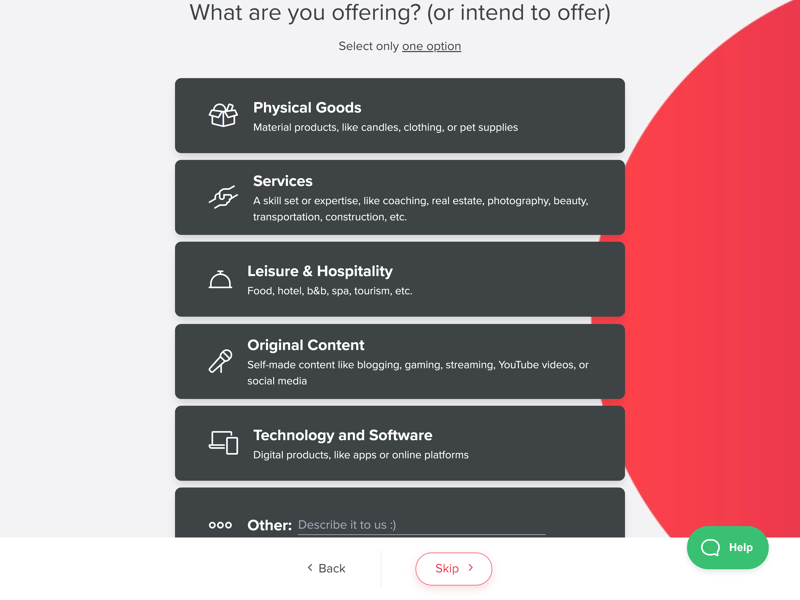 What are you offering? (or intend to offer)
Select only one option
Physical Goods
Material products, like candles, clothing, or pet supplies
Services
A skill set or expertise, like coaching, real estate, photography, beauty,
transportation, construction, etc.
Leisure & Hospitality
Food, hotel, b&b, spa, tourism, etc.
Original Content
Self-made content like blogging, gaming, streaming, YouTube videos, or
social media
Technology and Software
Digital products, like apps or online platforms
Other: Describe it to us :)
Back
Skip
Help